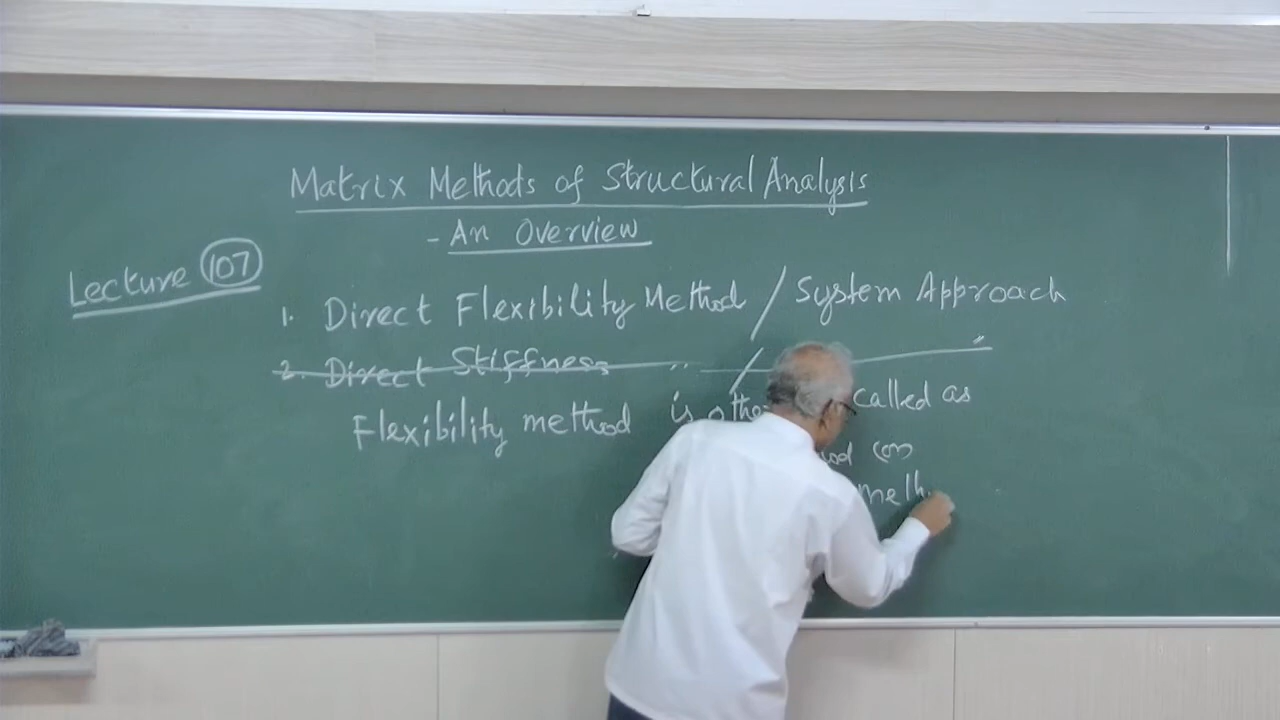 Matrix Methods of Structural Analysis
- An Overview
Lecture 107
1. Direct Flexibility Method / System Approach
2. Direct Stiffness /
Flexibility method is called as
meth